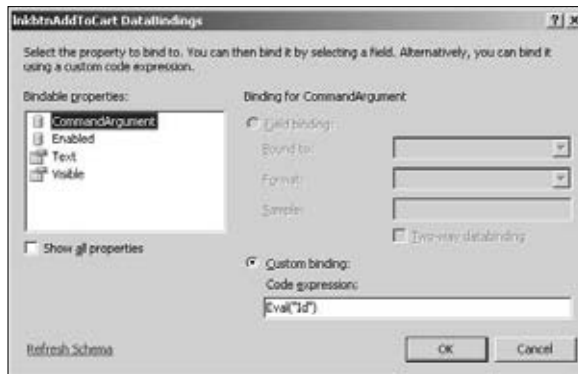 lnkbtnAddToCart DataBindings
Select the property to bind to. You can then bind it by selecting a field. Alternatively, you can bind it
using a custom code expression.
Bindable properties:
CommandArgument
Enabled
Text
Visible
Show all properties
Binding for CommandArgument
Field binding:
Bound to:
Format:
Sample:
Two-way databinding
Custom binding:
Code expression:
Eval("Id")
Refresh Schema
OK
Cancel